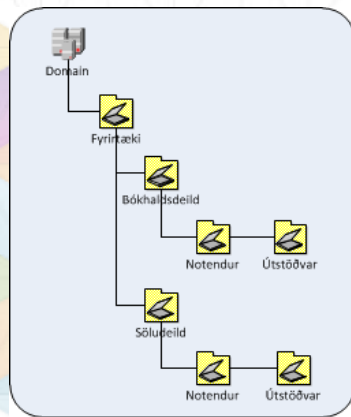 Domain
Fyrirtæki
Bókhaldsdeild
Notendur
Útstöðvar
Söludeild
Notendur
Útstöðvar